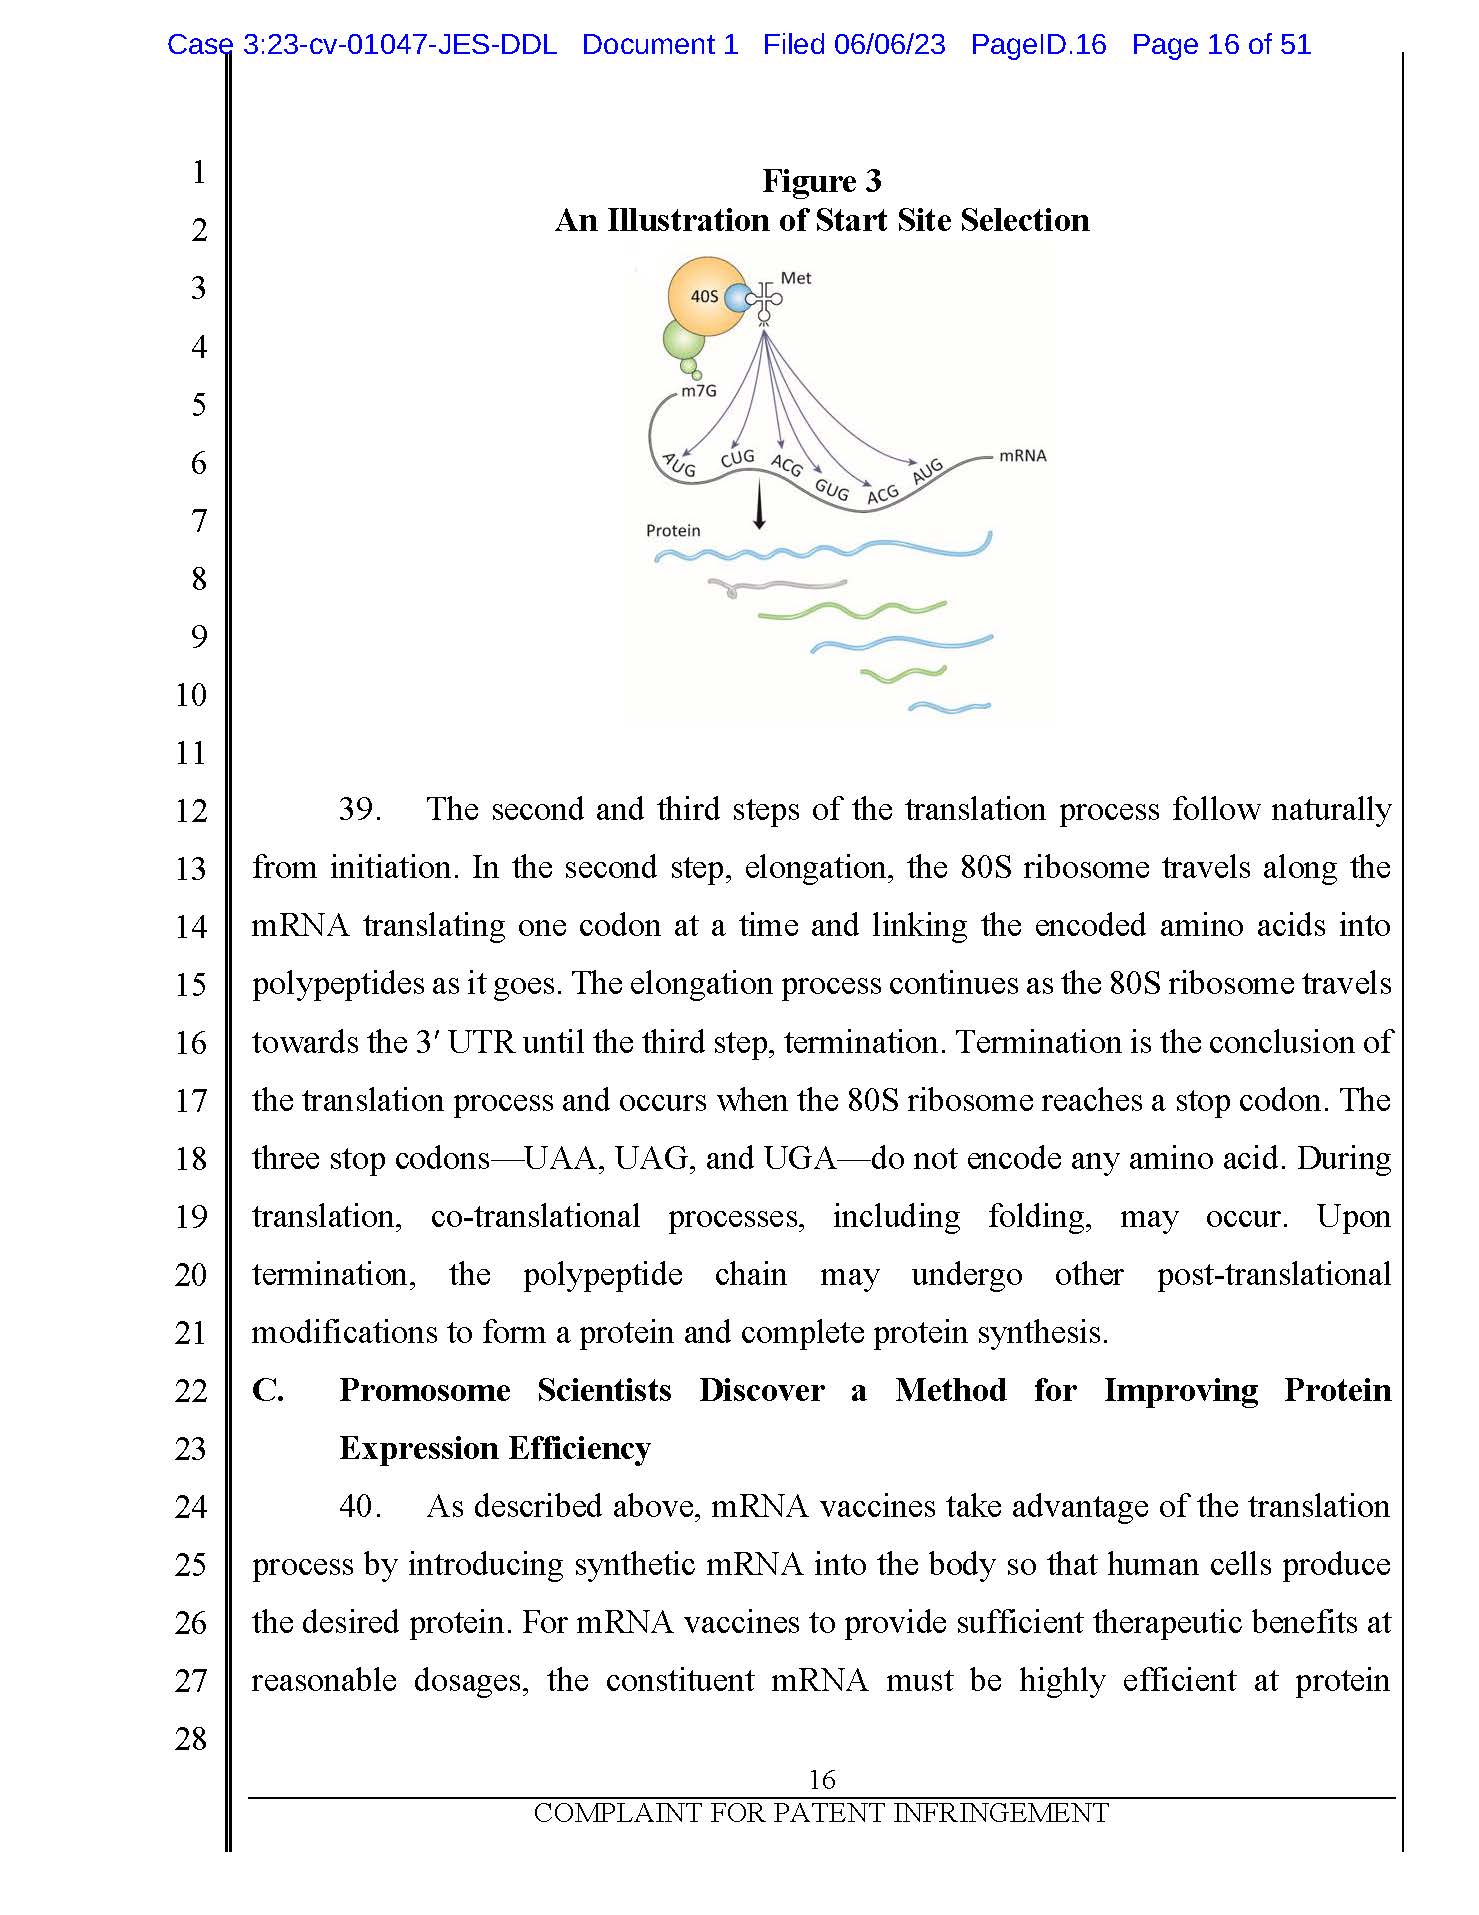 Case 3:23-cv-01047-JES-DDL Document 1 Filed 06/06/23 PageID.16 Page 16 of 51
1
2
3
4
5
6
7
8
9
10
11
12
13
14
15
16
17
18
19
20
21
22
23
24
25
26
27
28
Figure 3
An Illustration of Start Site Selection
40S
Met
m7G
AUG CUG ACG GUG ACG AUG
mRNA
Protein
39. The second and third steps of the translation process follow naturally
from initiation. In the second step, elongation, the 80S ribosome travels along the
mRNA translating one codon at a time and linking the encoded amino acids into
polypeptides as it goes. The elongation process continues as the 80S ribosome travels
towards the 3′ UTR until the third step, termination. Termination is the conclusion of
the translation process and occurs when the 80S ribosome reaches a stop codon. The
three stop codons—UAA, UAG, and UGA—do not encode any amino acid. During
translation, co-translational processes, including folding, may occur. Upon
termination, the polypeptide chain may undergo other post-translational
modifications to form a protein and complete protein synthesis.
C. Promosome Scientists Discover a Method for Improving Protein
Expression Efficiency
40. As described above, mRNA vaccines take advantage of the translation
process by introducing synthetic mRNA into the body so that human cells produce
the desired protein. For mRNA vaccines to provide sufficient therapeutic benefits at
reasonable dosages, the constituent mRNA must be highly efficient at protein
16
COMPLAINT FOR PATENT INFRINGEMENT